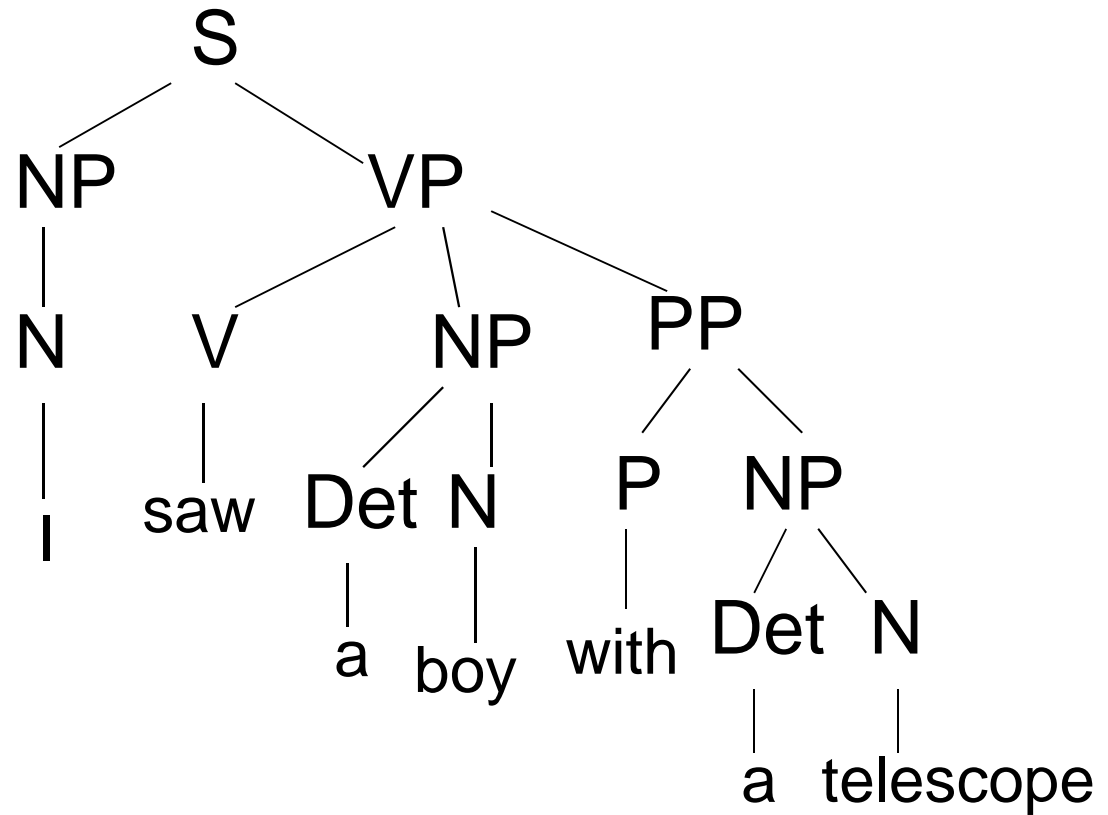 S
NP VP
N V NP PP
saw Det N P NP
I
a boy with Det N
a telescope